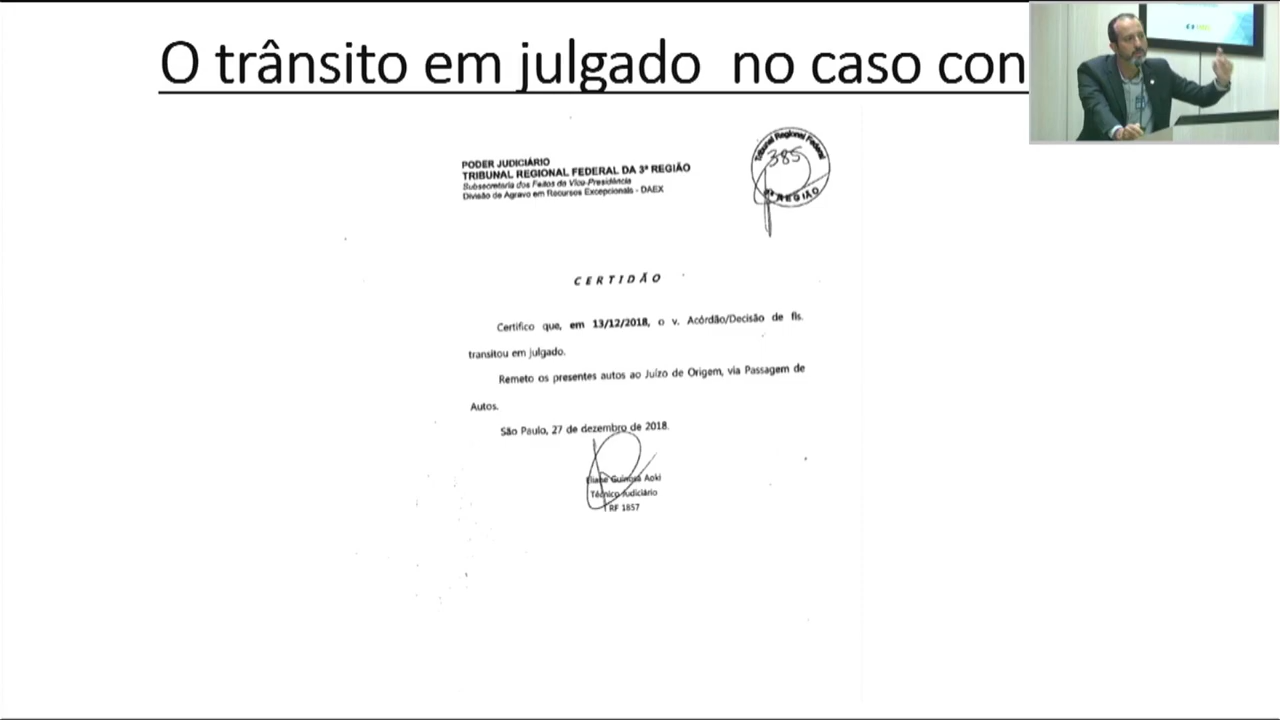 O trânsito em julgado no caso con
PODER JUDICIÁRIO
TRIBUNAL REGIONAL FEDERAL DA 3ª REGIÃO
Subsecretaria dos Feitos da Vice-Presidência
Divisão de Agravo em Recursos Excepcionais - DAEX
Tribunal Regional Federal
385
3ª REGIÃO
CERTIDÃO
Certifico que, em 13/12/2018, o v. Acórdão/Decisão de fls.
transitou em julgado.
Remeto os presentes autos ao Juízo de Origem, via Passagem de
Autos.
São Paulo, 27 de dezembro de 2018.
Aoki
Técnico Judiciário
RF 1857